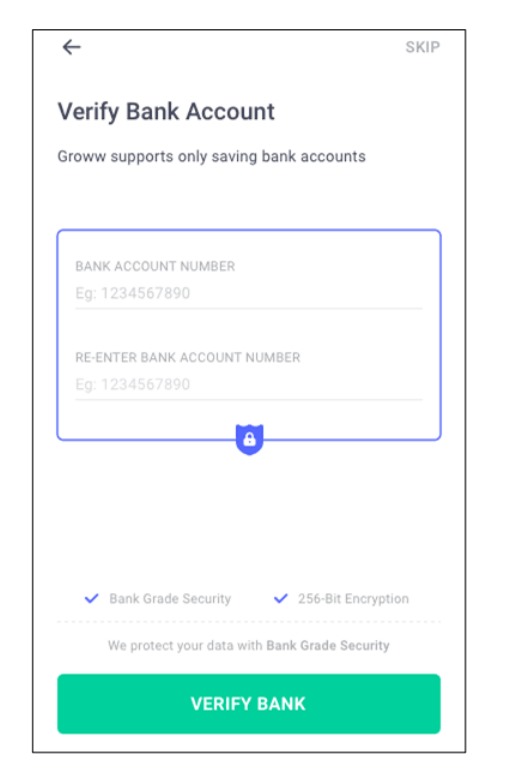 SKIP
Verify Bank Account
Groww supports only saving bank accounts
BANK ACCOUNT NUMBER
Eg: 1234567890
RE-ENTER BANK ACCOUNT NUMBER
Eg: 1234567890
Bank Grade Security 256-Bit Encryption
We protect your data with Bank Grade Security
VERIFY BANK